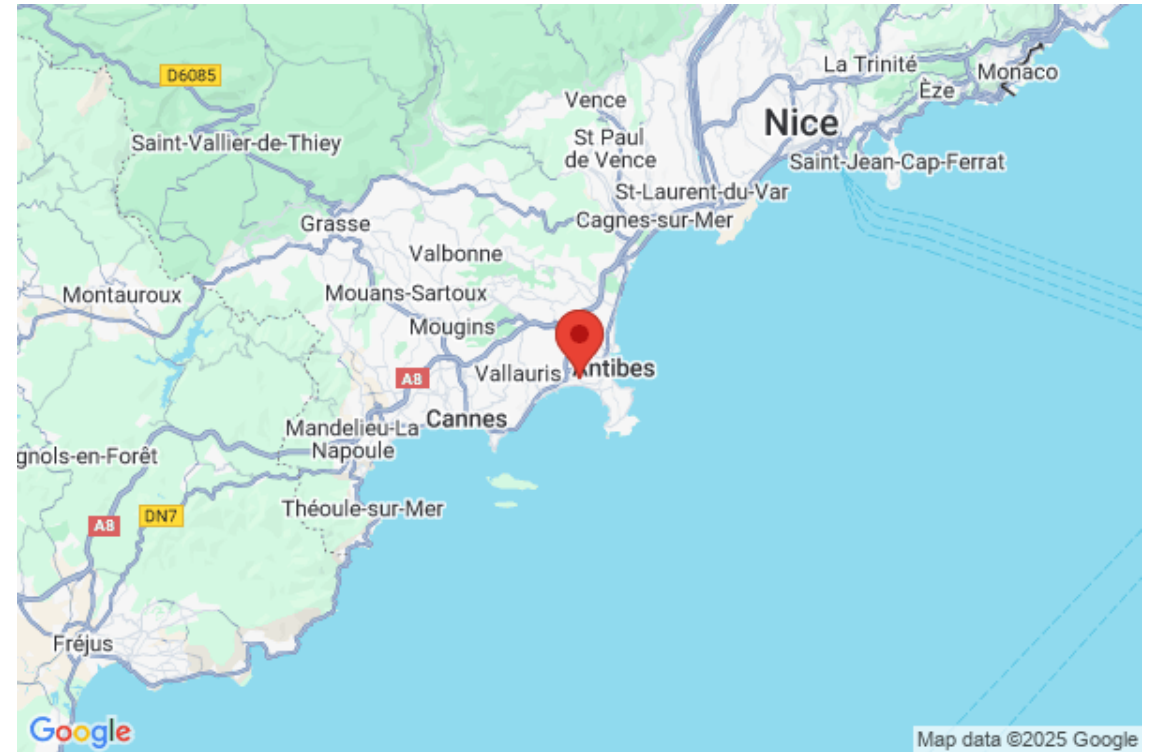 La Trinité
Monaco
D6085
Èze
Vence
Nice
Saint-Vallier-de-Thiey
St Paul
de Vence
Saint-Jean-Cap-Ferrat
St-Laurent-du-Var
Grasse
Cagnes-sur-Mer
Valbonne
Montauroux
Mouans-Sartoux
Mougins
Vallauris
A8
Cannes
Mandelieu-La
Napoule
gnols-en-Forêt
Théoule-sur-Mer
DN7
A8
Fréjus
Google
Map data ©2025 Google